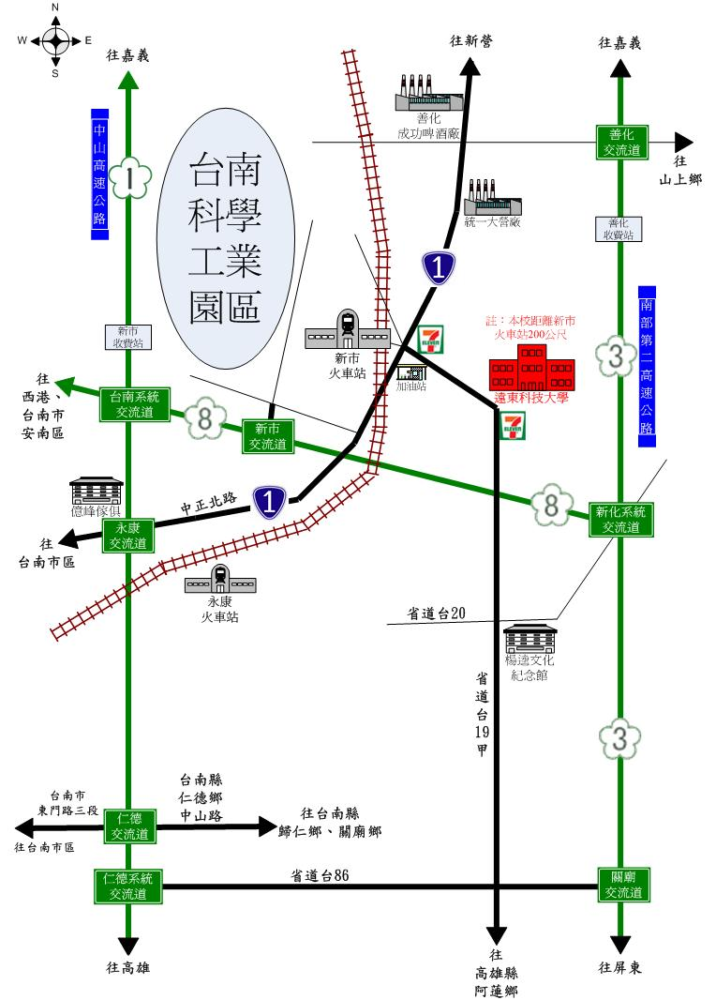 N
W
E
S
往嘉義
往新營
往嘉義
中山高速公路
1
台南
科學
工業
園區
善化
成功啤酒廠
善化
交流道
往
山上鄉
統一大營廠
善化
收費站
1
南部第二高速公路
新市
收費站
新市
火車站
7
ELEVEN
註：本校距離新市
火車站200公尺
3
加油站
遠東科技大學
往
西港、
台南市
安南區
台南系統
交流道
8
新市
交流道
7
ELEVEN
億峰傢俱
中正北路
1
8
新化系統
交流道
永康
交流道
往
台南市區
永康
火車站
省道台20
楊逵文化
紀念館
省道台19甲
3
台南市
東門路三段
往台南市區
仁德
交流道
台南縣
仁德鄉
中山路
往台南縣
歸仁鄉、關廟鄉
仁德系統
交流道
省道台86
關廟
交流道
往高雄
往
高雄縣
阿蓮鄉
往屏東